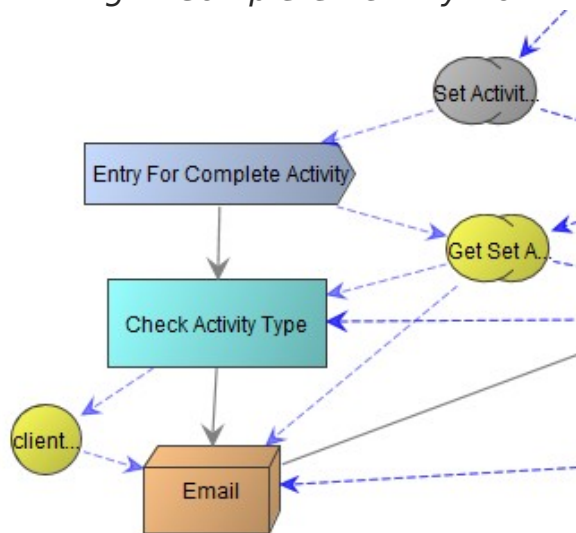 Set Activit...
Entry For Complete Activity
Get Set A...
Check Activity Type
client...
Email